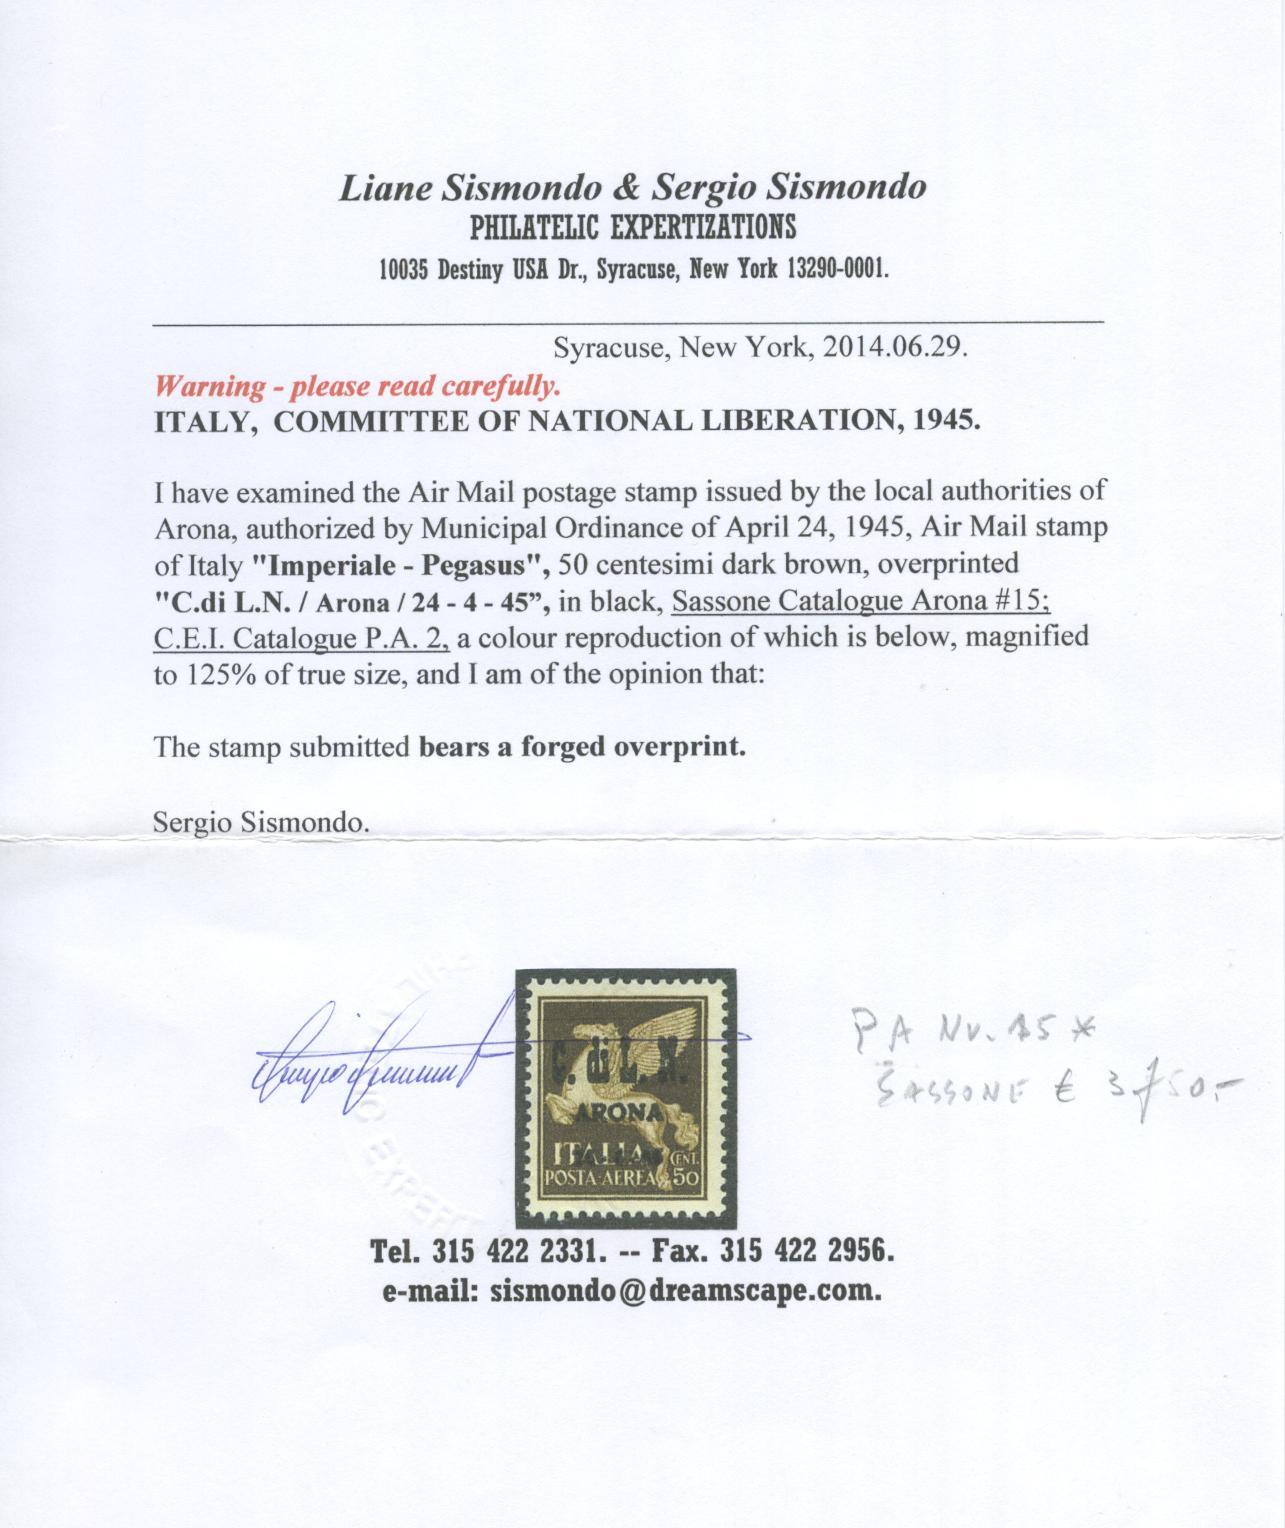 Liane Sismondo & Sergio Sismondo
PHILATELIC EXPERTIZATIONS
10035 Destiny USA Dr., Syracuse, New York 13290-0001.
Syracuse, New York, 2014.06.29.
Warning - please read carefully.
ITALY, COMMITTEE OF NATIONAL LIBERATION, 1945.
I have examined the Air Mail postage stamp issued by the local authorities of
Arona, authorized by Municipal Ordinance of April 24, 1945, Air Mail stamp
of Italy "Imperiale - Pegasus", 50 centesimi dark brown, overprinted
"C.di L.N. / Arona / 24 - 4 - 45”, in black, Sassone Catalogue Arona #15;
C.E.I. Catalogue P.A. 2, a colour reproduction of which is below, magnified
to 125% of true size, and I am of the opinion that:
The stamp submitted bears a forged overprint.
Sergio Sismondo.
C. di L. N.
ARONA
ITALIA CENT.
POSTA·AEREA 50
PA Nr. 15 *
SASSONE € 3750,-
EXPERT
Tel. 315 422 2331. -- Fax. 315 422 2956.
e-mail: sismondo@dreamscape.com.